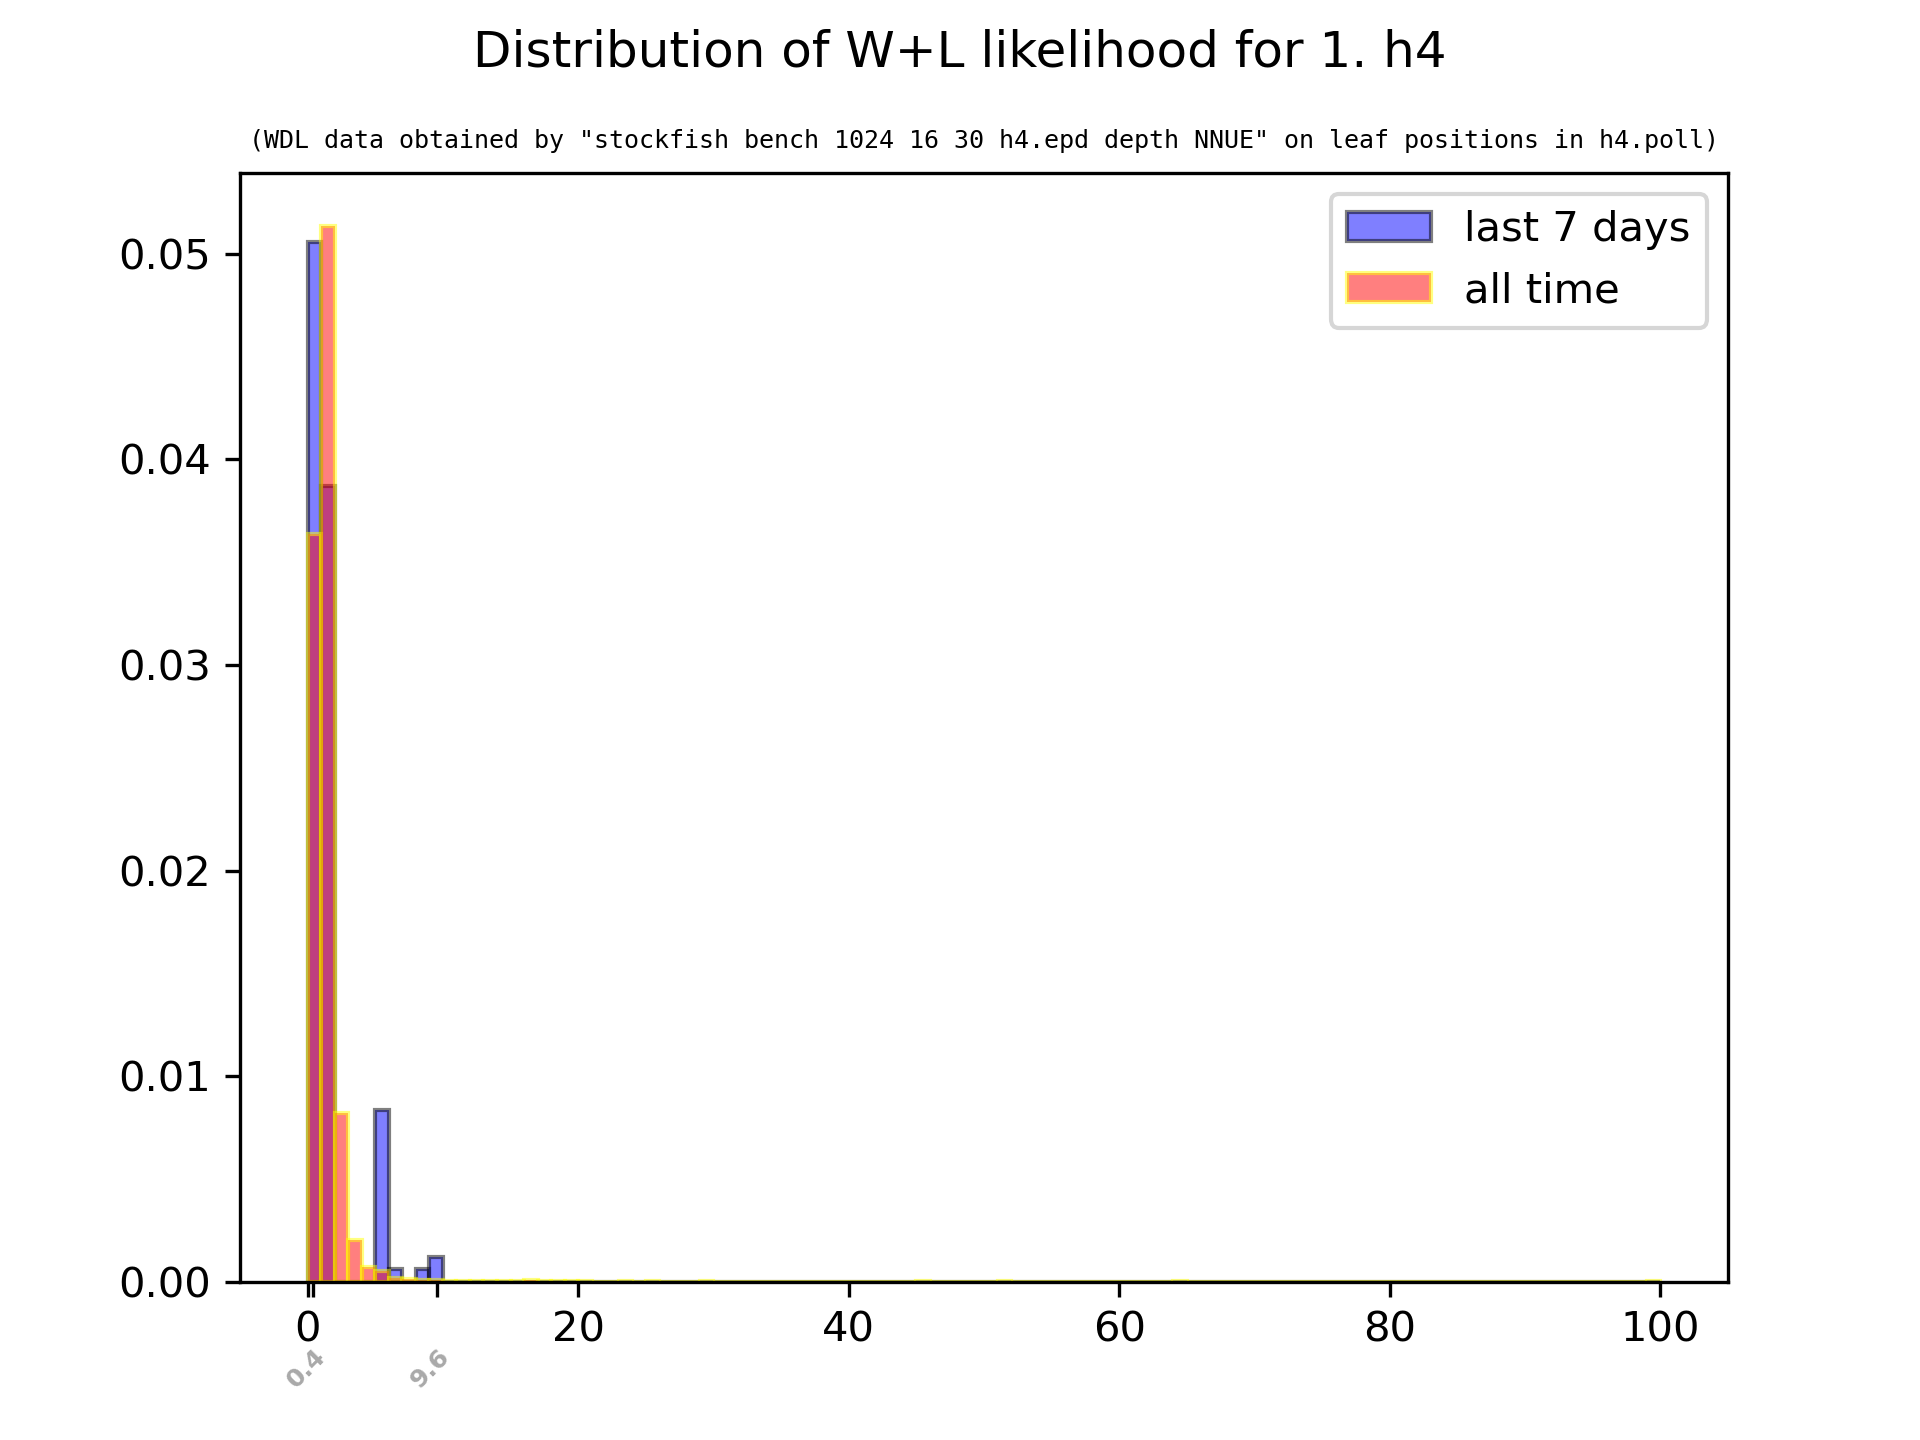 Distribution of W+L likelihood for 1. h4
(WDL data obtained by "stockfish bench 1024 16 30 h4.epd depth NNUE" on leaf positions in h4.poll)
last 7 days
all time
0.05
0.04
0.03
0.02
0.01
0.00
0 20 40 60 80 100
0.4 9.6